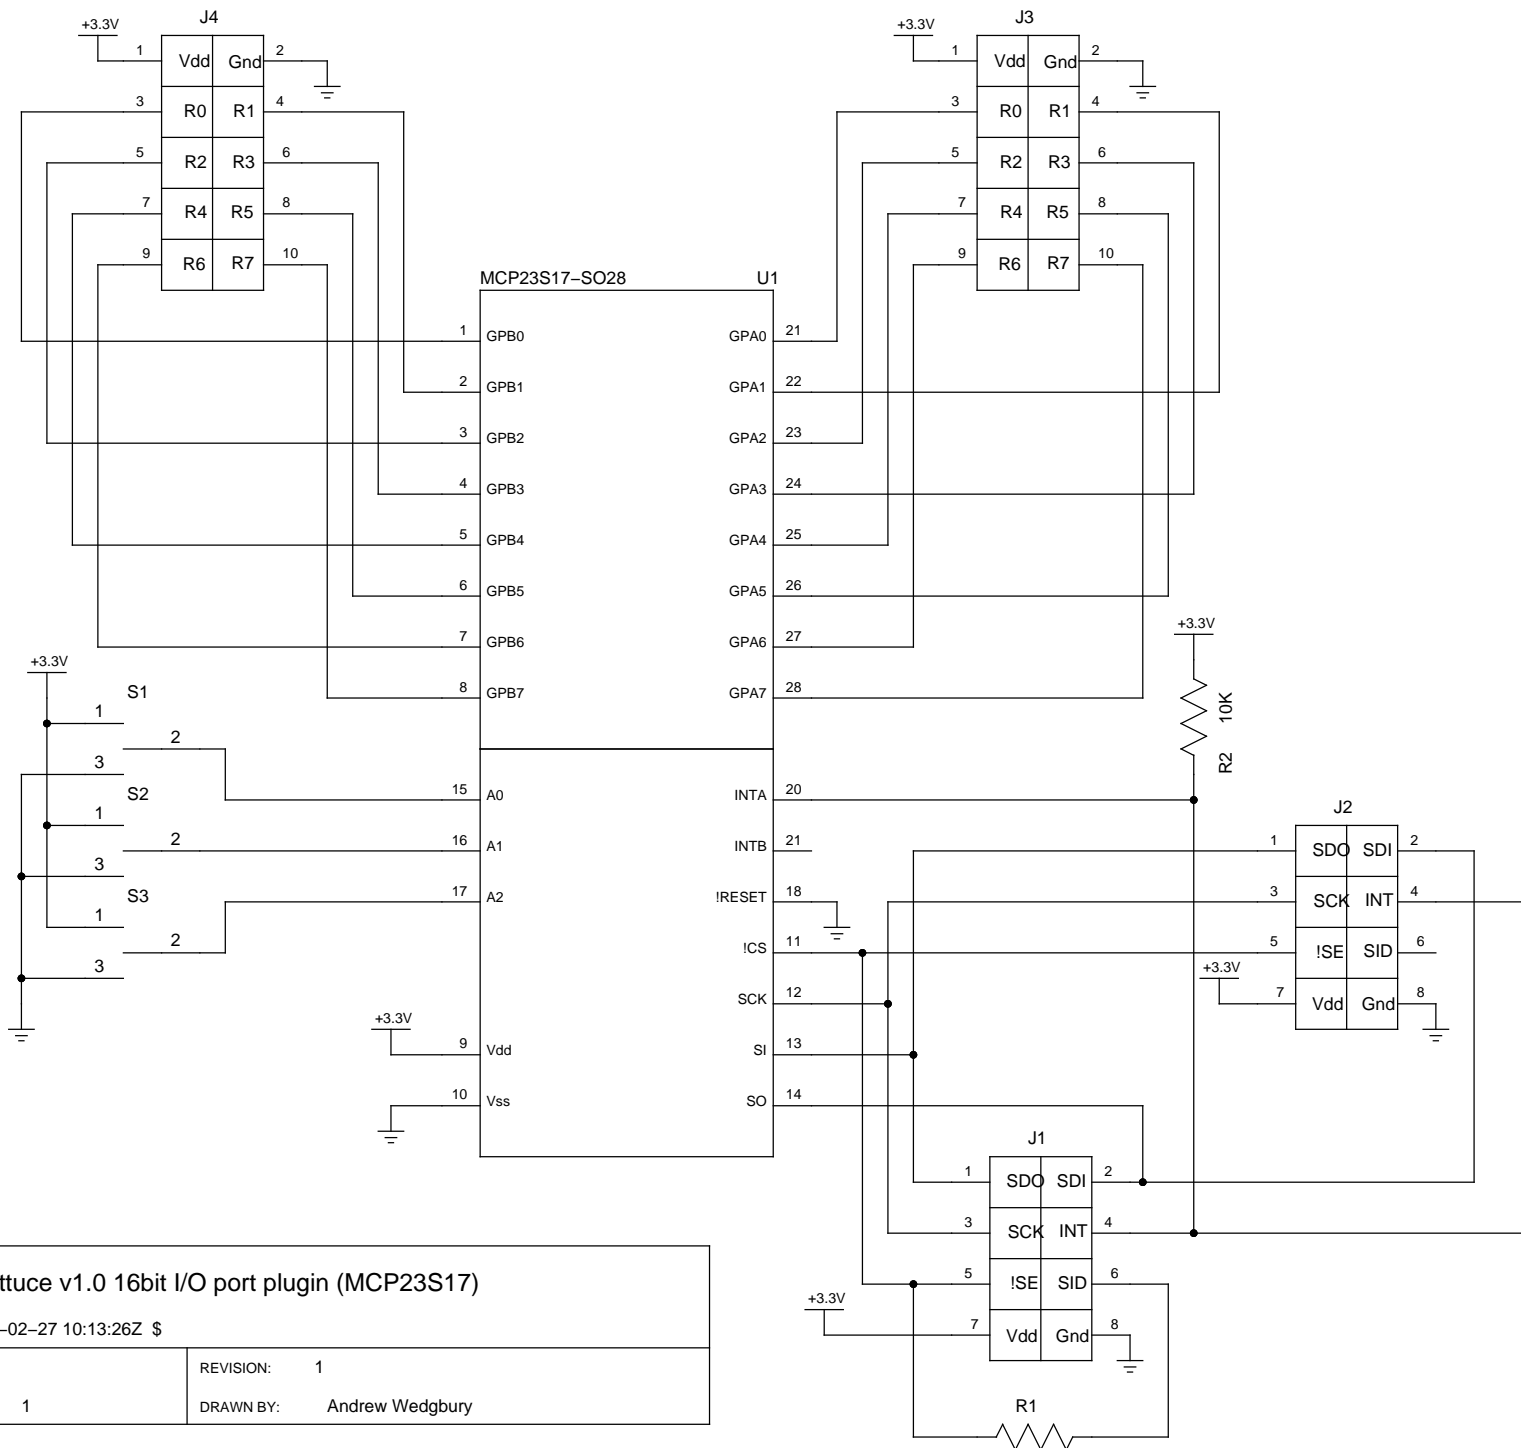 +3.3V
J4
1 Vdd Gnd 2
3 R0 R1 4
5 R2 R3 6
7 R4 R5 8
9 R6 R7 10
+3.3V
J3
1 Vdd Gnd 2
3 R0 R1 4
5 R2 R3 6
7 R4 R5 8
9 R6 R7 10
MCP23S17–SO28 U1
1 GPB0 GPA0 21
2 GPB1 GPA1 22
3 GPB2 GPA2 23
4 GPB3 GPA3 24
5 GPB4 GPA4 25
6 GPB5 GPA5 26
7 GPB6 GPA6 27
8 GPB7 GPA7 28
15 A0 INTA 20
16 A1 INTB 21
17 A2 !RESET 18
!CS 11
SCK 12
+3.3V
9 Vdd SI 13
10 Vss SO 14
+3.3V
S1
1
2
3
S2
1
2
3
S3
1
2
3
+3.3V
10K
R2
J2
1 SDO SDI 2
3 SCK INT 4
5 !SE SID 6
+3.3V
7 Vdd Gnd 8
J1
1 SDO SDI 2
3 SCK INT 4
5 !SE SID 6
+3.3V
7 Vdd Gnd 8
R1
ttuce v1.0 16bit I/O port plugin (MCP23S17)
–02–27 10:13:26Z $
REVISION: 1
1
DRAWN BY: Andrew Wedgbury